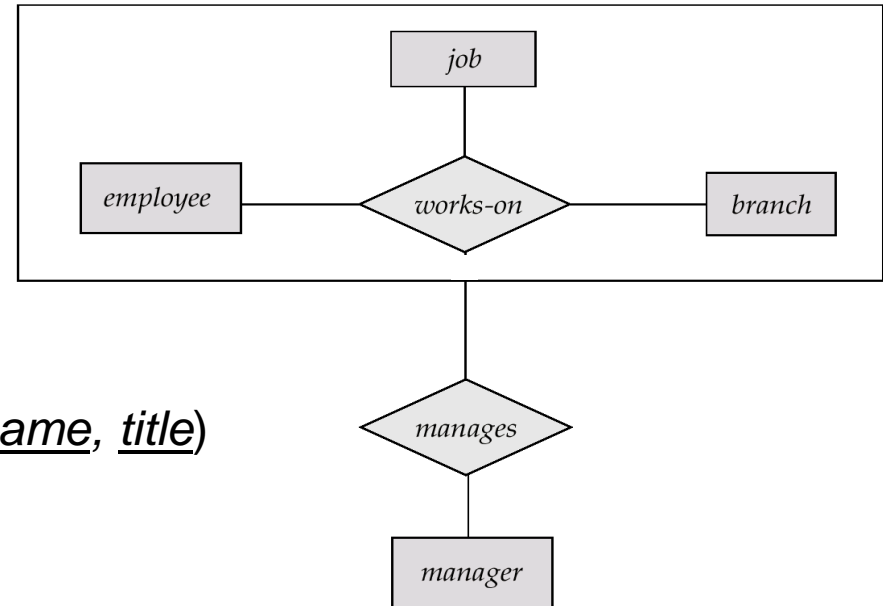 job
employee
works-on
branch
ame, title)
manages
manager